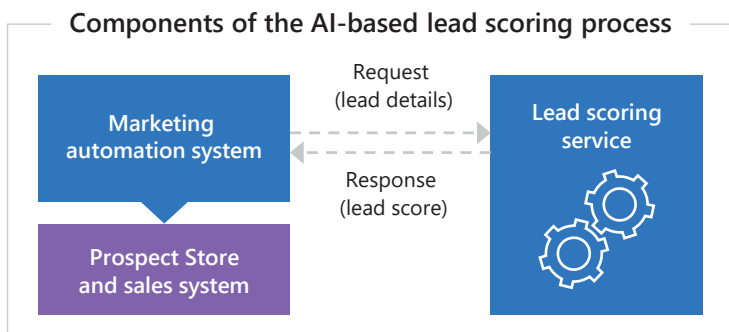 Components of the AI-based lead scoring process
Marketing
automation system
Request
(lead details)
Response
(lead score)
Lead scoring
service
Prospect Store
and sales system